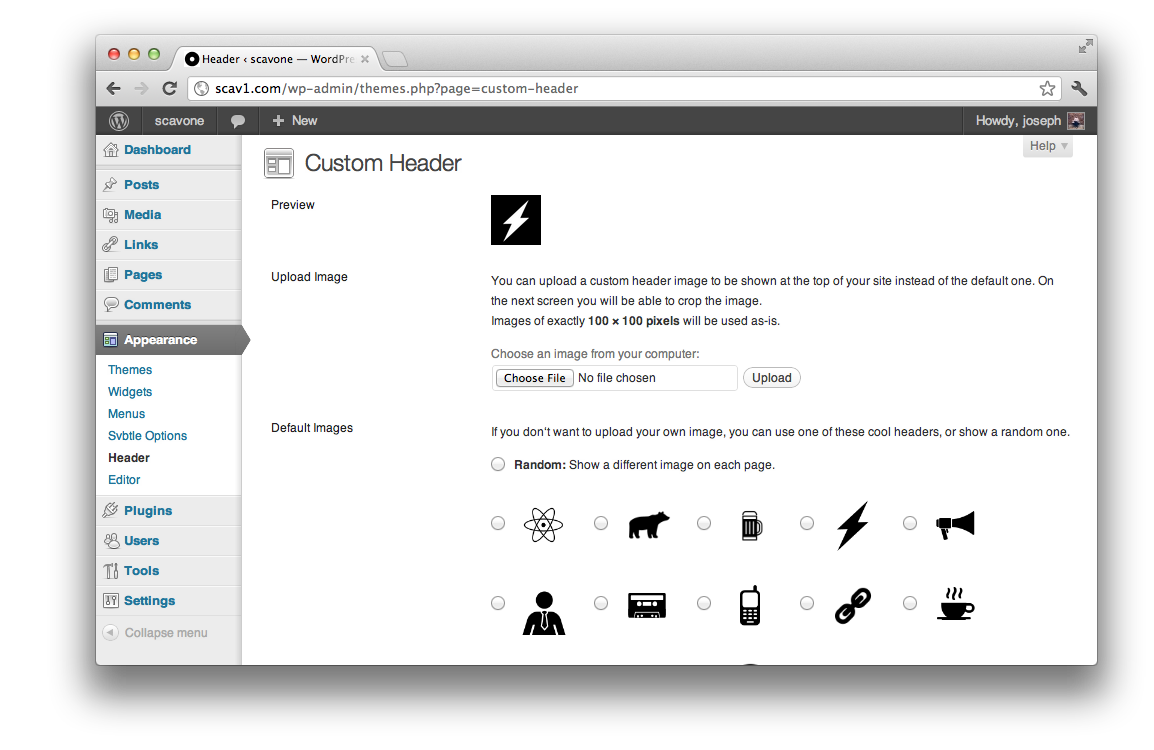 Header ‹ scavone — WordPre
scav1.com/wp-admin/themes.php?page=custom-header
scavone
+ New
Howdy, joseph
Help
Dashboard
Posts
Media
Links
Pages
Comments
Appearance
Themes
Widgets
Menus
Svbtle Options
Header
Editor
Plugins
Users
Tools
Settings
Collapse menu
Custom Header
Preview
Upload Image
You can upload a custom header image to be shown at the top of your site instead of the default one. On
the next screen you will be able to crop the image.
Images of exactly 100 × 100 pixels will be used as-is.
Choose an image from your computer:
Choose File No file chosen Upload
Default Images
If you don't want to upload your own image, you can use one of these cool headers, or show a random one.
Random: Show a different image on each page.